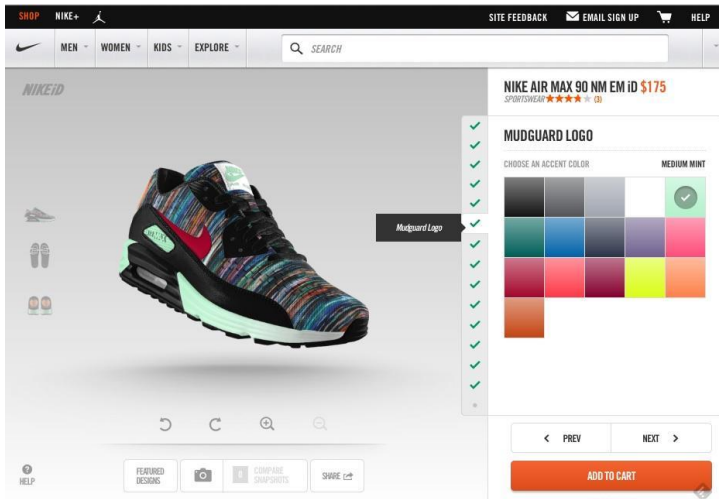 SHOP NIKE+ SITE FEEDBACK EMAIL SIGN UP HELP
MEN WOMEN KIDS EXPLORE SEARCH
NIKEiD
NIKE AIR MAX 90 NM EM iD $175
SPORTSWEAR (3)
MUDGUARD LOGO
CHOOSE AN ACCENT COLOR MEDIUM MINT
Mudguard Logo
PREV NEXT
HELP
FEATURED
DESIGNS
COMPARE
SNAPSHOTS
SHARE
ADD TO CART